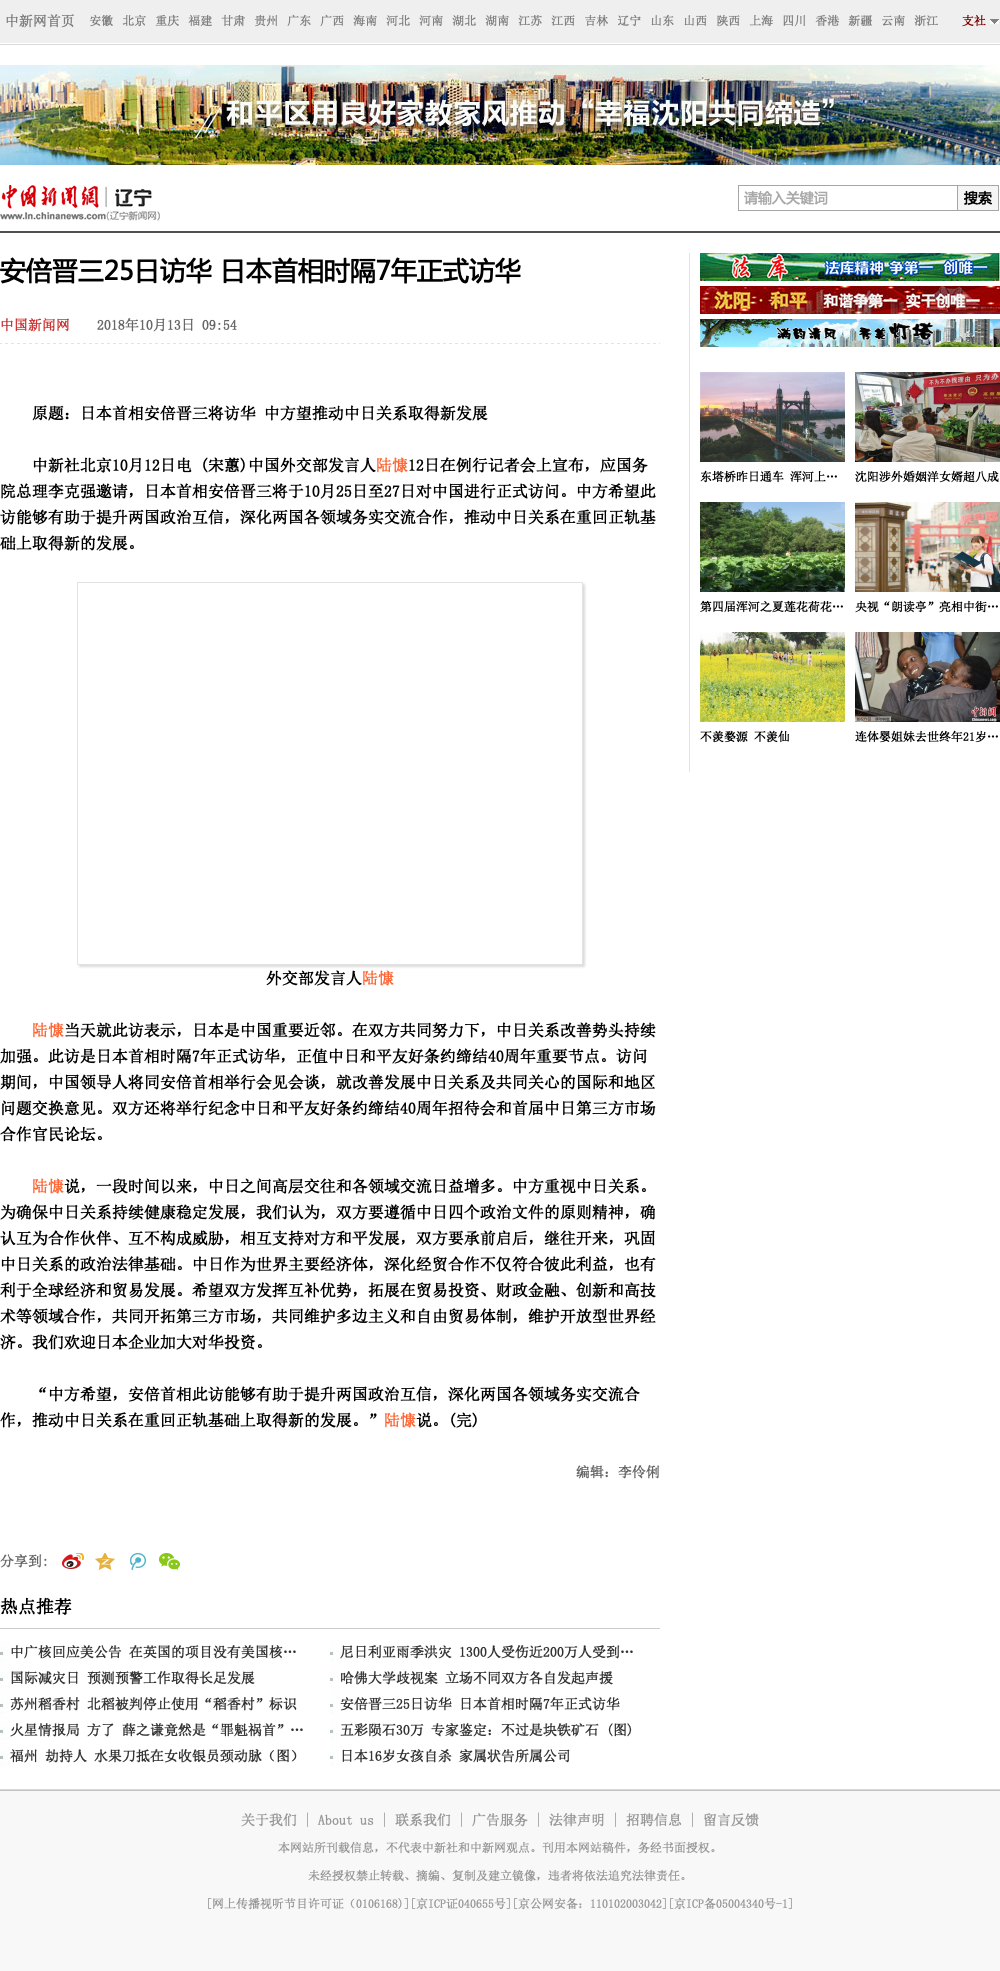 中新网首页 安徽 北京 重庆 福建 甘肃 贵州 广东 广西 海南 河北 河南 湖北 湖南 江苏 江西 吉林 辽宁 山东 山西 陕西 上海 四川 香港 新疆 云南 浙江 支社
和平区用良好家教家风推动“幸福沈阳共同缔造”
中国新闻网 辽宁
www.ln.chinanews.com(辽宁新闻网)
请输入关键词 搜索
安倍晋三25日访华 日本首相时隔7年正式访华
中国新闻网 2018年10月13日 09:54
原题：日本首相安倍晋三将访华 中方望推动中日关系取得新发展
中新社北京10月12日电 (宋蕙)中国外交部发言人陆慷12日在例行记者会上宣布，应国务
院总理李克强邀请，日本首相安倍晋三将于10月25日至27日对中国进行正式访问。中方希望此
访能够有助于提升两国政治互信，深化两国各领域务实交流合作，推动中日关系在重回正轨基
础上取得新的发展。
外交部发言人陆慷
陆慷当天就此访表示，日本是中国重要近邻。在双方共同努力下，中日关系改善势头持续
加强。此访是日本首相时隔7年正式访华，正值中日和平友好条约缔结40周年重要节点。访问
期间，中国领导人将同安倍首相举行会见会谈，就改善发展中日关系及共同关心的国际和地区
问题交换意见。双方还将举行纪念中日和平友好条约缔结40周年招待会和首届中日第三方市场
合作官民论坛。
陆慷说，一段时间以来，中日之间高层交往和各领域交流日益增多。中方重视中日关系。
为确保中日关系持续健康稳定发展，我们认为，双方要遵循中日四个政治文件的原则精神，确
认互为合作伙伴、互不构成威胁，相互支持对方和平发展，双方要承前启后，继往开来，巩固
中日关系的政治法律基础。中日作为世界主要经济体，深化经贸合作不仅符合彼此利益，也有
利于全球经济和贸易发展。希望双方发挥互补优势，拓展在贸易投资、财政金融、创新和高技
术等领域合作，共同开拓第三方市场，共同维护多边主义和自由贸易体制，维护开放型世界经
济。我们欢迎日本企业加大对华投资。
“中方希望，安倍首相此访能够有助于提升两国政治互信，深化两国各领域务实交流合
作，推动中日关系在重回正轨基础上取得新的发展。”陆慷说。(完)
编辑：李伶俐
分享到：
热点推荐
中广核回应美公告 在英国的项目没有美国核…
国际减灾日 预测预警工作取得长足发展
苏州稻香村 北稻被判停止使用“稻香村”标识
火星情报局 方了 薛之谦竟然是“罪魁祸首”…
福州 劫持人 水果刀抵在女收银员颈动脉（图）
尼日利亚雨季洪灾 1300人受伤近200万人受到…
哈佛大学歧视案 立场不同双方各自发起声援
安倍晋三25日访华 日本首相时隔7年正式访华
五彩陨石30万 专家鉴定：不过是块铁矿石 (图)
日本16岁女孩自杀 家属状告所属公司
法库 法库精神 争第一 创唯一
沈阳·和平 和谐争第一 实干创唯一
满韵清风 秀美灯塔
东塔桥昨日通车 浑河上…
沈阳涉外婚姻洋女婿超八成
第四届浑河之夏莲花荷花…
央视“朗读亭”亮相中街…
不羡婺源 不羡仙
连体婴姐妹去世终年21岁…
关于我们 | About us | 联系我们 | 广告服务 | 法律声明 | 招聘信息 | 留言反馈
本网站所刊载信息，不代表中新社和中新网观点。刊用本网站稿件，务经书面授权。
未经授权禁止转载、摘编、复制及建立镜像，违者将依法追究法律责任。
[网上传播视听节目许可证（0106168)][京ICP证040655号][京公网安备：110102003042][京ICP备05004340号-1]